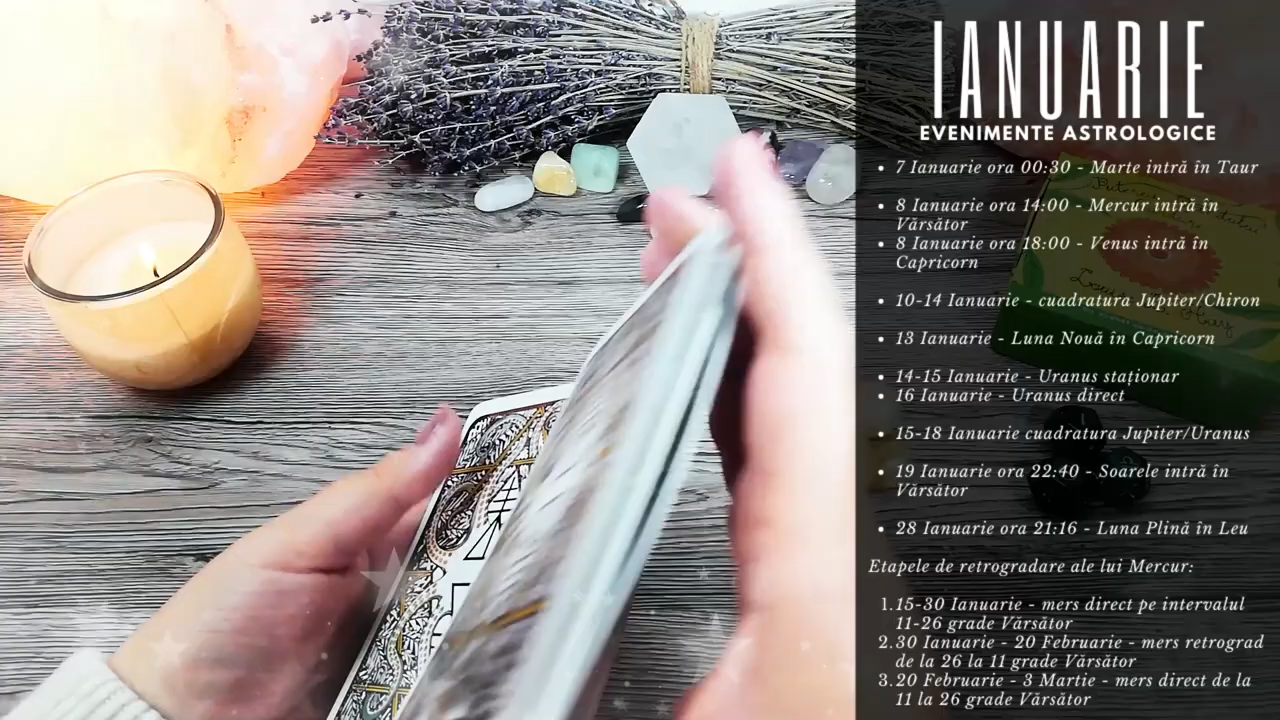 IANUARIE
EVENIMENTE ASTROLOGICE
• 7 Ianuarie ora 00:30 - Marte intră în Taur
• 8 Ianuarie ora 14:00 - Mercur intră în
Vărsător
• 8 Ianuarie ora 18:00 - Venus intră în
Capricorn
• 10-14 Ianuarie - cuadratura Jupiter/Chiron
• 13 Ianuarie - Luna Nouă în Capricorn
• 14-15 Ianuarie - Uranus staționar
• 16 Ianuarie - Uranus direct
• 15-18 Ianuarie cuadratura Jupiter/Uranus
• 19 Ianuarie ora 22:40 - Soarele intră în
Vărsător
• 28 Ianuarie ora 21:16 - Luna Plină în Leu
Etapele de retrogradare ale lui Mercur:
1.15-30 Ianuarie - mers direct pe intervalul
11-26 grade Vărsător
2.30 Ianuarie - 20 Februarie - mers retrograd
de la 26 la 11 grade Vărsător
3.20 Februarie - 3 Martie - mers direct de la
11 la 26 grade Vărsător
Louise Hay